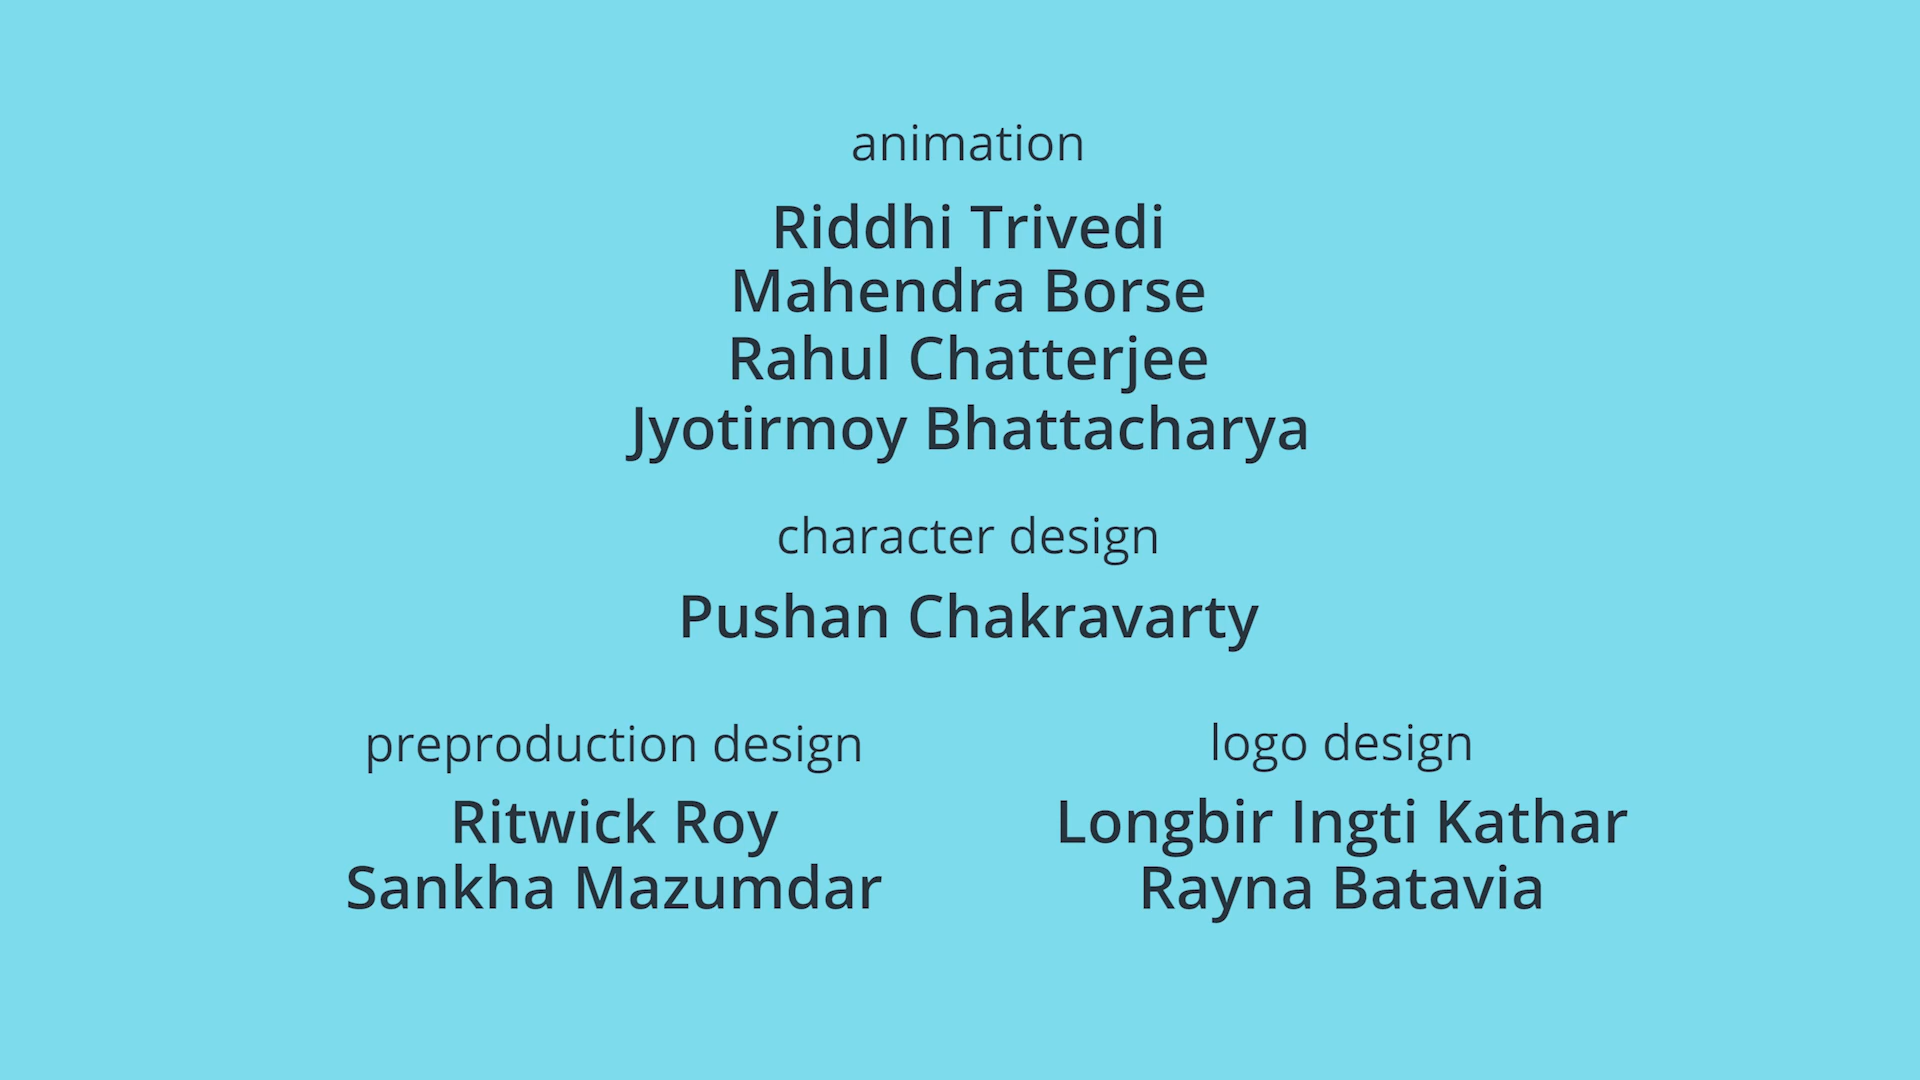 animation
Riddhi Trivedi
Mahendra Borse
Rahul Chatterjee
Jyotirmoy Bhattacharya
character design
Pushan Chakravarty
preproduction design
Ritwick Roy
Sankha Mazumdar
logo design
Longbir Ingti Kathar
Rayna Batavia